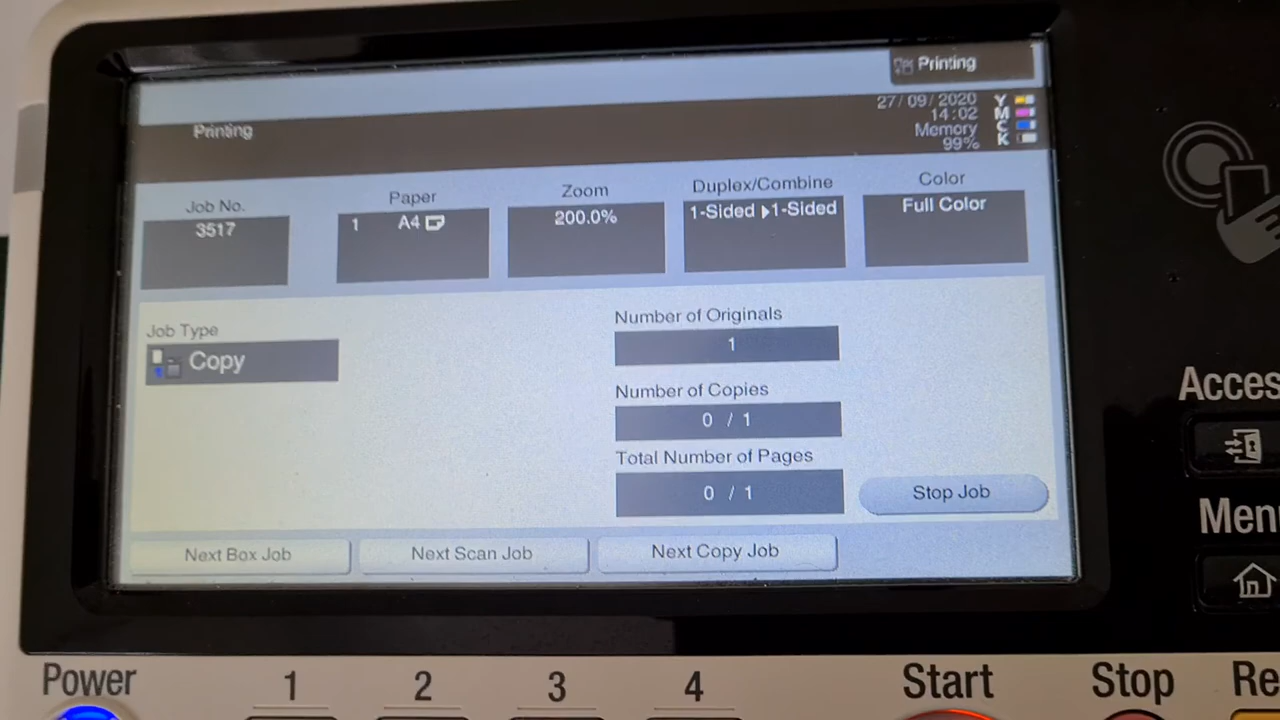 Printing
27/09/2020
14:02
Memory
99%
Y
M
C
K
Printing
Job No.
3517
Paper
1 A4
Zoom
200.0%
Duplex/Combine
1-Sided ▶1-Sided
Color
Full Color
Job Type
Copy
Number of Originals
1
Number of Copies
0 / 1
Total Number of Pages
0 / 1
Stop Job
Next Box Job
Next Scan Job
Next Copy Job
Acces
Menu
Power
1
2
3
4
Start
Stop
Re